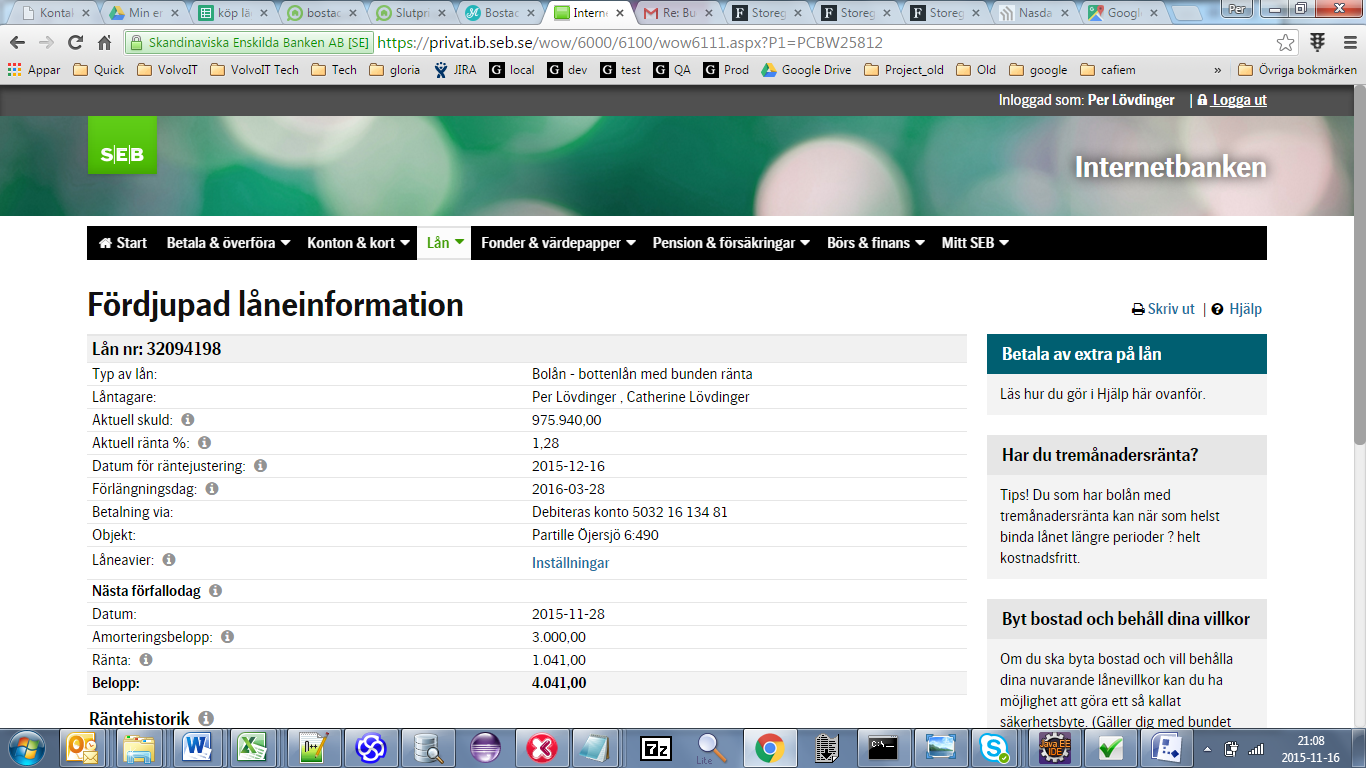 Kontak
Min er
köp lä
bostad
Slutpri
Bostad
Intern
Re: Bu
Storeg
Storeg
Storeg
Nasda
Googl
Per
Skandinaviska Enskilda Banken AB [SE] https://privat.ib.seb.se/wow/6000/6100/wow6111.aspx?P1=PCBW25812
Appar Quick VolvoIT VolvoIT Tech Tech gloria JIRA local dev test QA Prod Google Drive Project_old Old google cafiem » Övriga bokmärken
Inloggad som: Per Lövdinger | Logga ut
S|E|B
Internetbanken
Start Betala & överföra Konton & kort Lån Fonder & värdepapper Pension & försäkringar Börs & finans Mitt SEB
Fördjupad låneinformation
Skriv ut | Hjälp
Lån nr: 32094198
Typ av lån: Bolån - bottenlån med bunden ränta
Låntagare: Per Lövdinger , Catherine Lövdinger
Aktuell skuld: 975.940,00
Aktuell ränta %: 1,28
Datum för räntejustering: 2015-12-16
Förlängningsdag: 2016-03-28
Betalning via: Debiteras konto 5032 16 134 81
Objekt: Partille Öjersjö 6:490
Låneavier: Inställningar
Nästa förfallodag
Datum: 2015-11-28
Amorteringsbelopp: 3.000,00
Ränta: 1.041,00
Belopp: 4.041,00
Räntehistorik
Betala av extra på lån
Läs hur du gör i Hjälp här ovanför.
Har du tremånadersränta?
Tips! Du som har bolån med
tremånadersränta kan när som helst
binda lånet längre perioder ? helt
kostnadsfritt.
Byt bostad och behåll dina villkor
Om du ska byta bostad och vill behålla
dina nuvarande lånevillkor kan du ha
möjlighet att göra ett så kallat
säkerhetsbyte. (Gäller dig med bundet
7z
Lite
C:\_
Java EE
IDE
21:08
2015-11-16